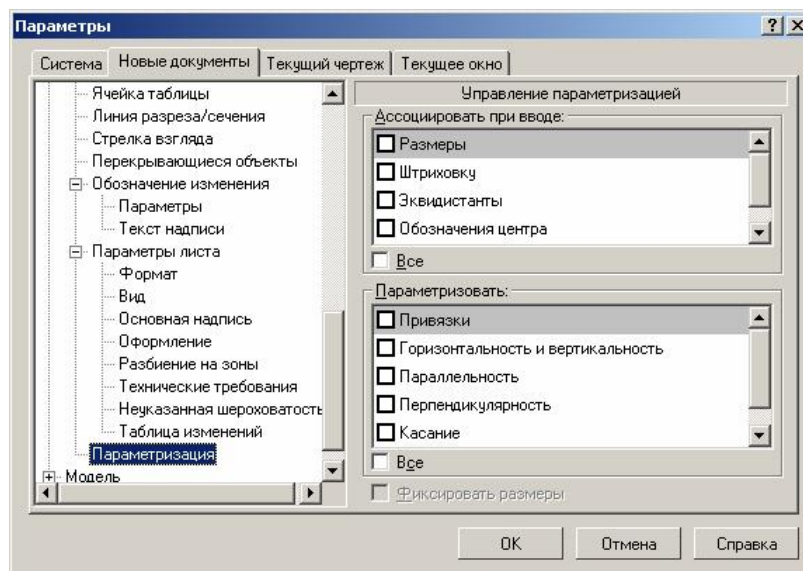 Параметры
Система
Новые документы
Текущий чертеж
Текущее окно
Ячейка таблицы
Линия разреза/сечения
Стрелка взгляда
Перекрывающиеся объекты
Обозначение изменения
Параметры
Текст надписи
Параметры листа
Формат
Вид
Основная надпись
Оформление
Разбиение на зоны
Технические требования
Неуказанная шероховатость
Таблица изменений
Параметризация
Модель
Управление параметризацией
Ассоциировать при вводе:
Размеры
Штриховку
Эквидистанты
Обозначения центра
Все
Параметризовать:
Привязки
Горизонтальность и вертикальность
Параллельность
Перпендикулярность
Касание
Все
Фиксировать размеры
OK
Отмена
Справка